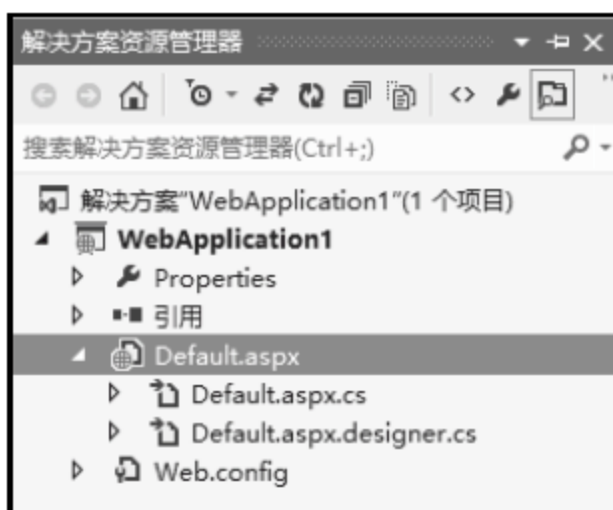 解决方案资源管理器
搜索解决方案资源管理器(Ctrl+;)
解决方案"WebApplication1"(1 个项目)
WebApplication1
Properties
引用
Default.aspx
Default.aspx.cs
Default.aspx.designer.cs
Web.config